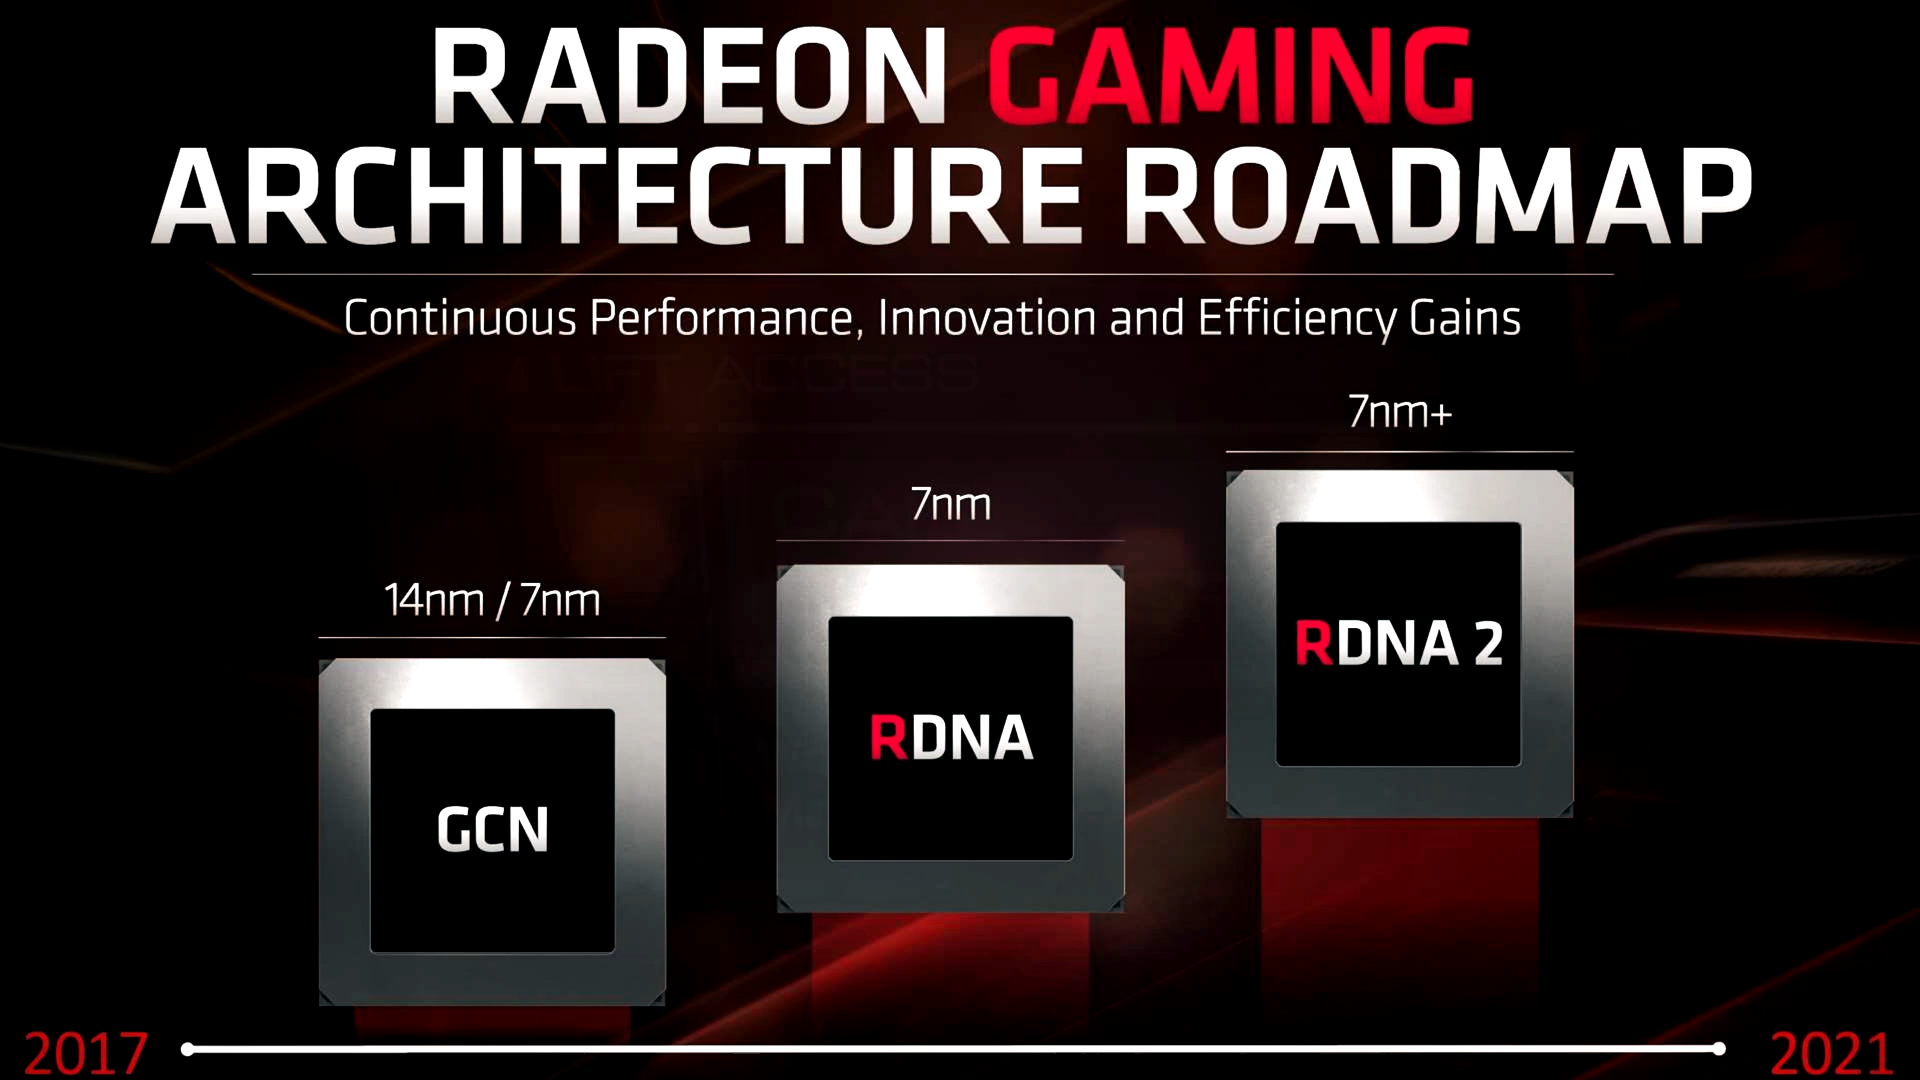 RADEON GAMING
ARCHITECTURE ROADMAP
Continuous Performance, Innovation and Efficiency Gains
14nm / 7nm
GCN
7nm
RDNA
7nm+
RDNA 2
2017
2021